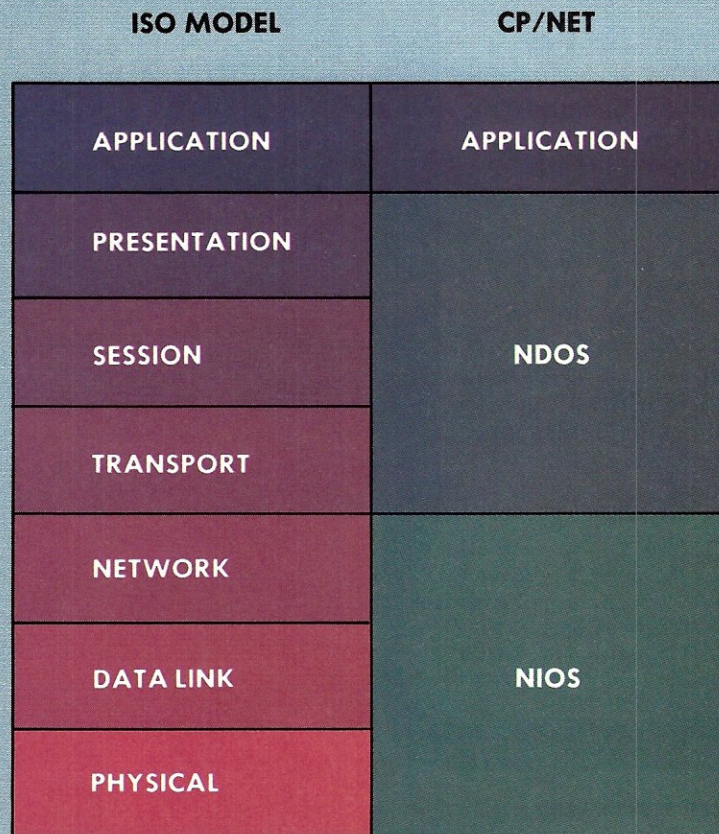 ISO MODEL CP/NET
APPLICATION APPLICATION
PRESENTATION
SESSION NDOS
TRANSPORT
NETWORK
DATA LINK NIOS
PHYSICAL